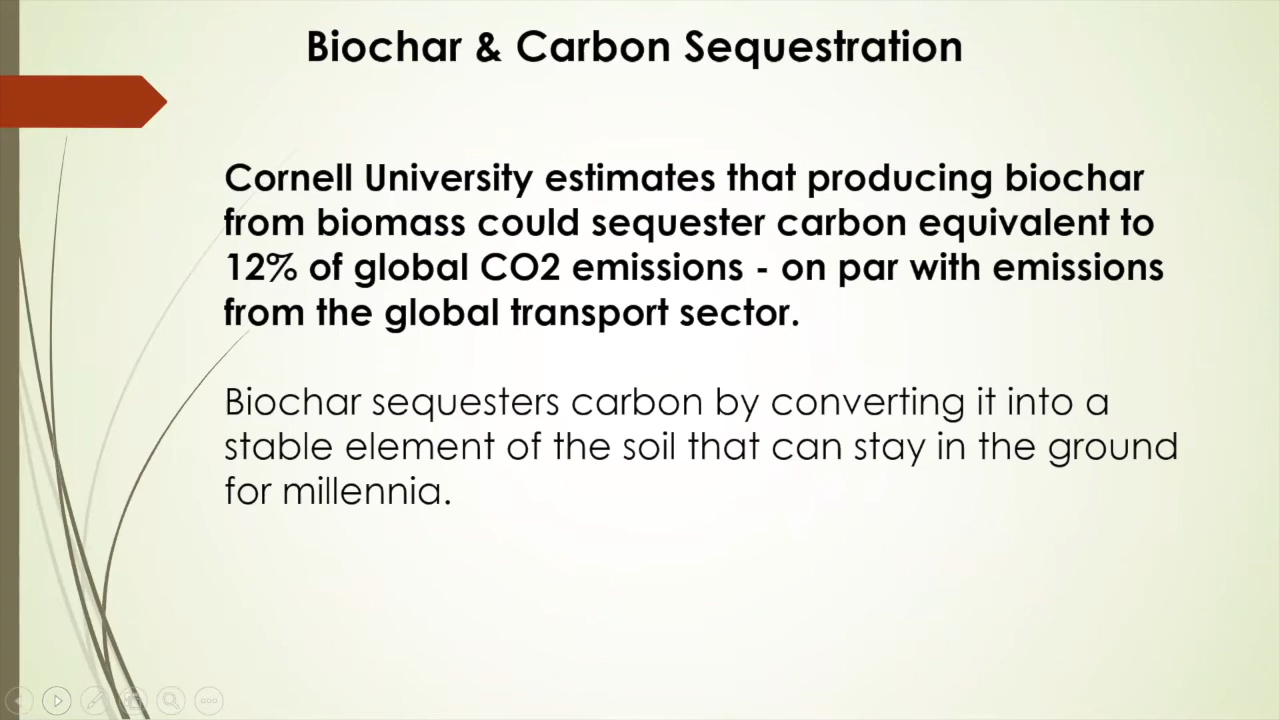 Biochar & Carbon Sequestration
Cornell University estimates that producing biochar
from biomass could sequester carbon equivalent to
12% of global CO2 emissions - on par with emissions
from the global transport sector.
Biochar sequesters carbon by converting it into a
stable element of the soil that can stay in the ground
for millennia.